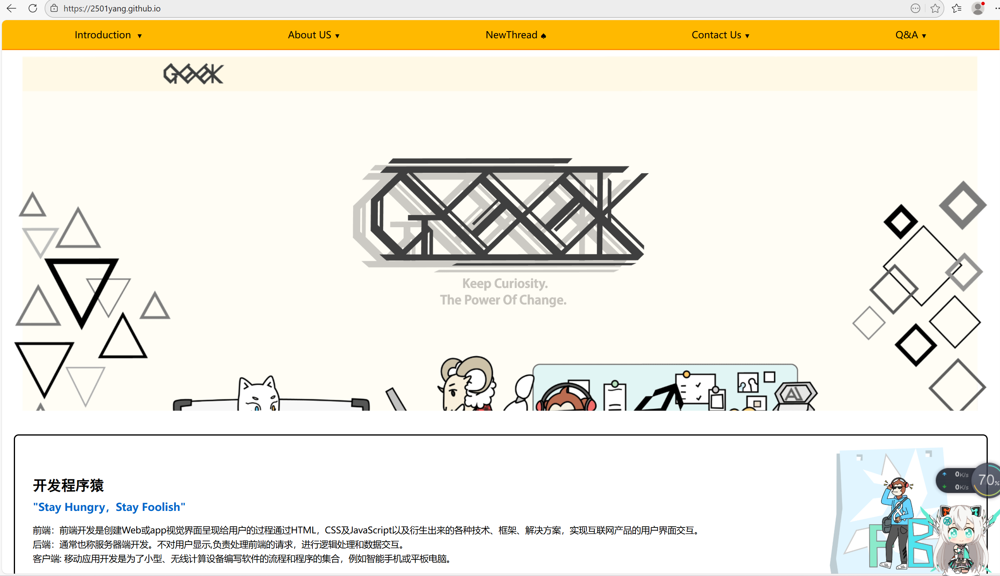 https://2501yang.github.io
Introduction ▼ About US ▼ NewThread ♠ Contact Us ▼ Q&A ▼
GEEK
GEEK
Keep Curiosity.
The Power Of Change.
AI
开发程序猿
"Stay Hungry，Stay Foolish"
前端：前端开发是创建Web或app视觉界面呈现给用户的过程通过HTML，CSS及JavaScript以及衍生出来的各种技术、框架、解决方案，实现互联网产品的用户界面交互。
后端：通常也称服务器端开发。不对用户显示,负责处理前端的请求，进行逻辑处理和数据交互。
客户端: 移动应用开发是为了小型、无线计算设备编写软件的流程和程序的集合，例如智能手机或平板电脑。
0K/s
0K/s
70%